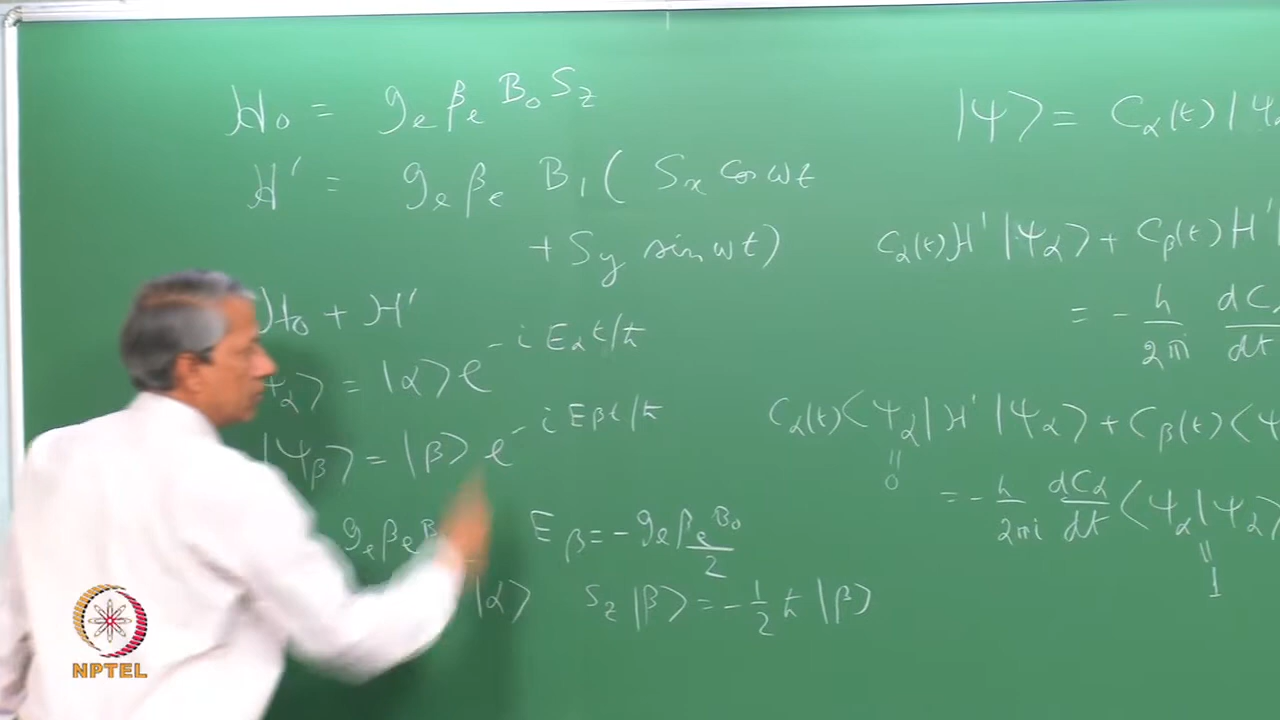 H₀ = gₑ βₑ B₀ S_z
H' = gₑ βₑ B₁ ( Sₓ cos ωt
+ S_y sin ωt)
H₀ + H'
|α⟩ e^{-i E_α t/ħ}
|Ψ_β⟩ = |β⟩ e^{-i E_β t/ħ}
gₑ βₑ B
E_β = - gₑ βₑ B₀ / 2
|α⟩ S_z |β⟩ = - 1/2 ħ |β⟩
|Ψ⟩ = C_α(t) |Ψ
C_α(t) H' |Ψ_α⟩ + C_β(t) H' |
= - h/2πi dC / dt
C_α(t) ⟨Ψ_α| H' |Ψ_α⟩ + C_β(t) ⟨Ψ
"
0
= - h/2πi dC_α/dt ⟨Ψ_α|Ψ_α⟩
"
1
NPTEL